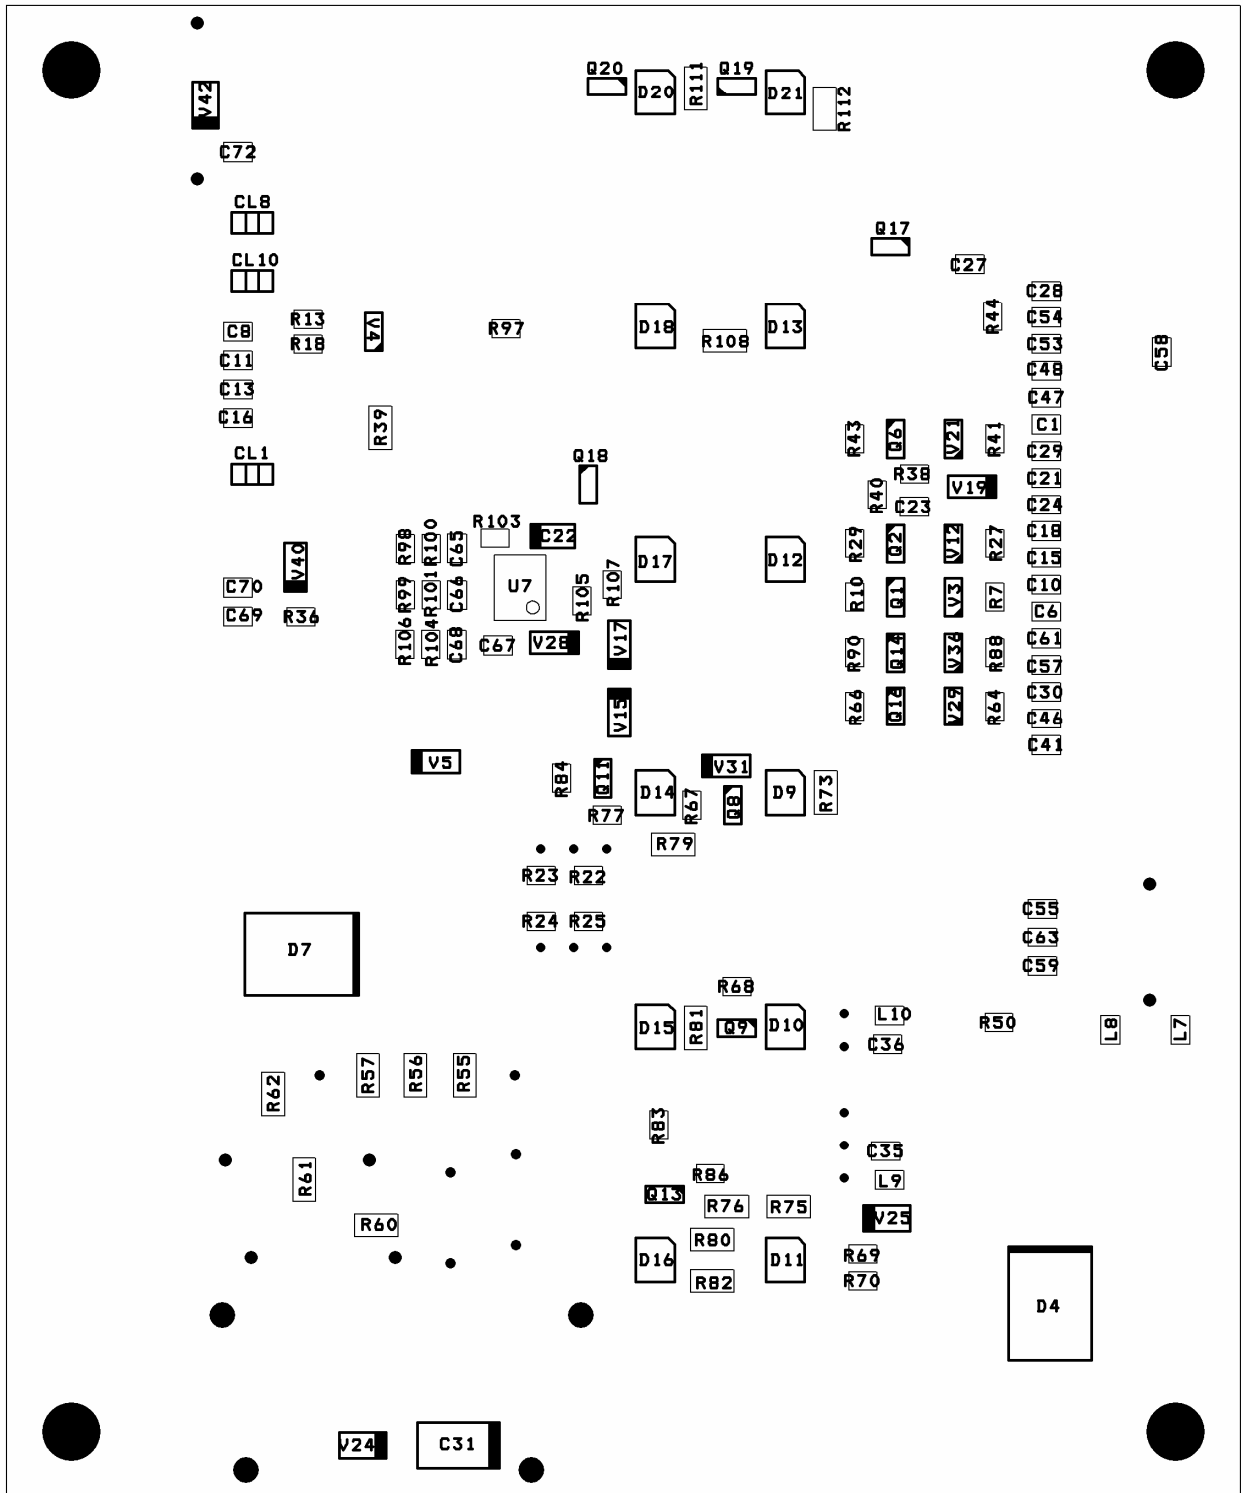 Q20 Q19
D20 R111 D21
V42 R112
C72
CL8
Q17
CL10 C27
C28
R13 V4 R44 C54
C8 R97 D18 D13
R18 R108 C53 C58
C11 C48
C13 C47
C16 R39 C1
R43 Q6 V21 R41
CL1 Q18 C29
R38 C21
R40 V19
C23 C24
R103 C22 C18
V40 R98 R100 C65 D17 D12 R29 Q2 V12 R27
C15
C70 U7 R107 C10
R99 R101 C66 R105 R10 Q1 V3 R7
C69 R36 C6
R106 R104 C68 C67 V28 V17 C61
R90 Q14 V36 R88
C57
C30
V15 R66 Q16 V29 R64
C46
C41
V5 V31
R84 Q11 D14 D9 R73
R77 R67 Q8
R79
R23 R22
C55
R24 R25
C63
D7
C59
R68
L10
D15 R81 Q9 D10 R50 L8 L7
C36
R57 R56 R55
R62
R83
C35
R61 R86
Q13 L9
R76 R75
R60 V25
R80
D16 D11 R69
R82 R70
D4
V24 C31